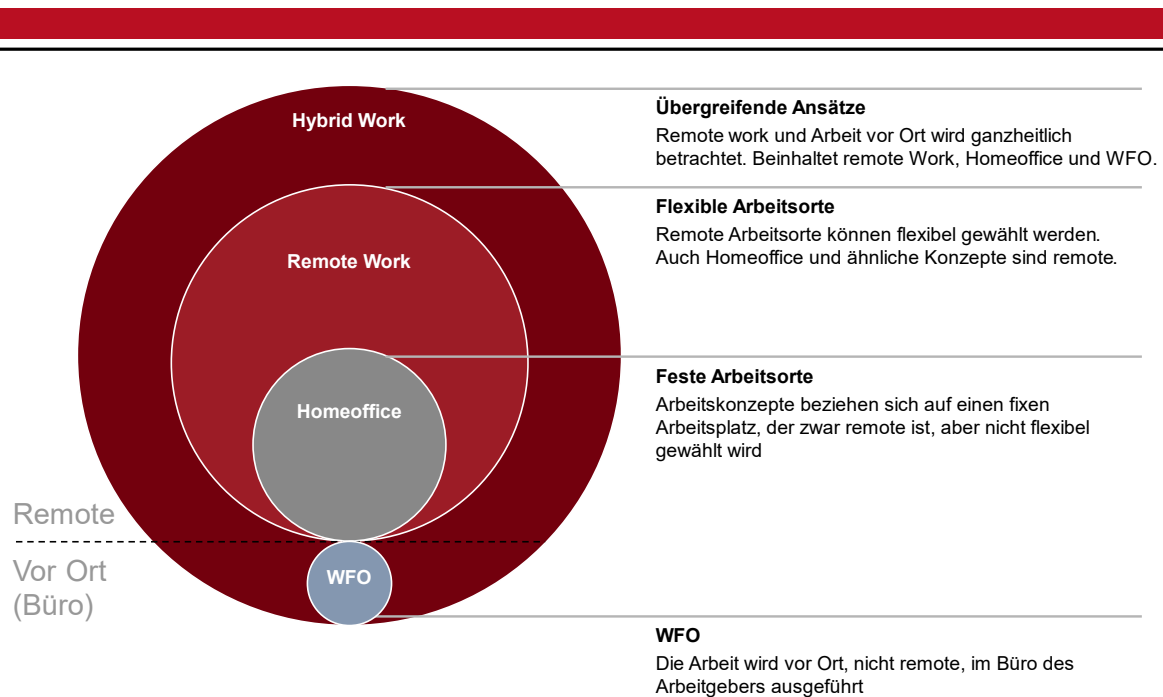 Hybrid Work
Übergreifende Ansätze
Remote work und Arbeit vor Ort wird ganzheitlich
betrachtet. Beinhaltet remote Work, Homeoffice und WFO.
Remote Work
Flexible Arbeitsorte
Remote Arbeitsorte können flexibel gewählt werden.
Auch Homeoffice und ähnliche Konzepte sind remote.
Homeoffice
Feste Arbeitsorte
Arbeitskonzepte beziehen sich auf einen fixen
Arbeitsplatz, der zwar remote ist, aber nicht flexibel
gewählt wird
Remote
Vor Ort
(Büro)
WFO
WFO
Die Arbeit wird vor Ort, nicht remote, im Büro des
Arbeitgebers ausgeführt